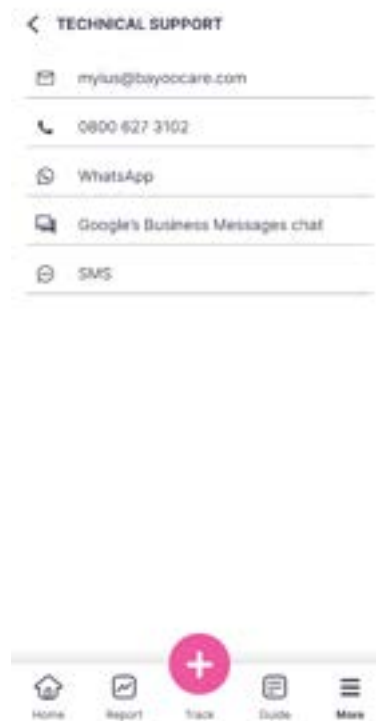 TECHNICAL SUPPORT
mylus@bayoocare.com
0800 627 3102
WhatsApp
Google's Business Messages chat
SMS
Home
Report
Track
Guide
More